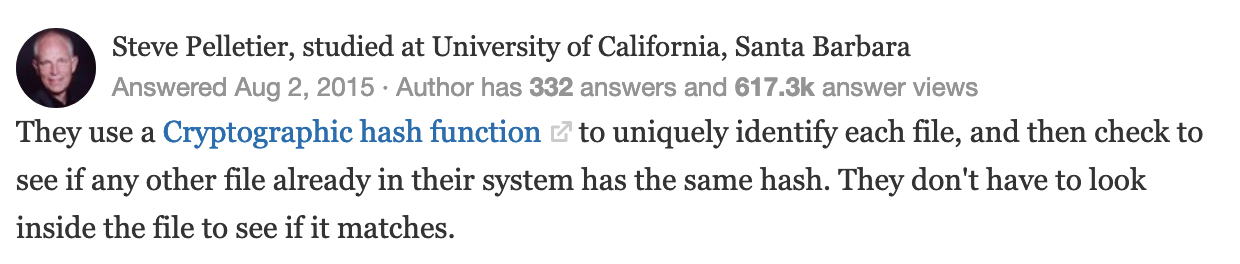 Steve Pelletier, studied at University of California, Santa Barbara
Answered Aug 2, 2015 · Author has 332 answers and 617.3k answer views
They use a Cryptographic hash function to uniquely identify each file, and then check to
see if any other file already in their system has the same hash. They don't have to look
inside the file to see if it matches.